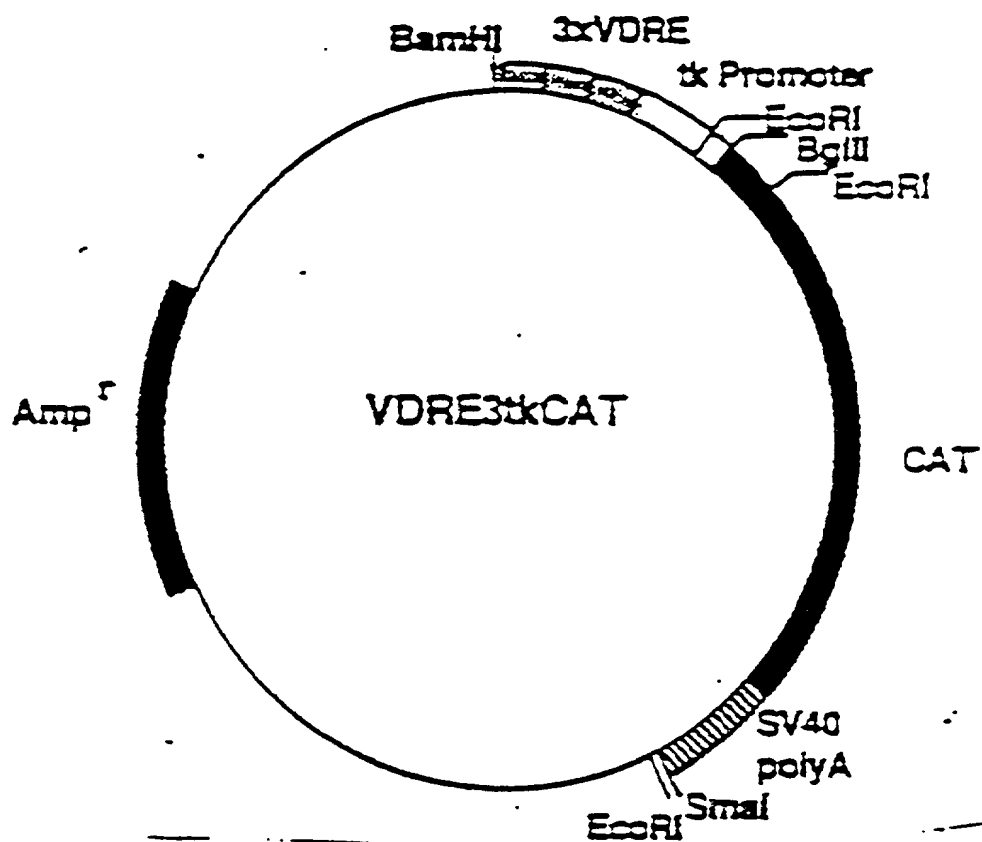 BamHI
3xVDRE
tk Promoter
EcoRI
BglII
EcoRI
Amp r
VDRE3tkCAT
CAT
SV40
polyA
SmaI
EcoRI